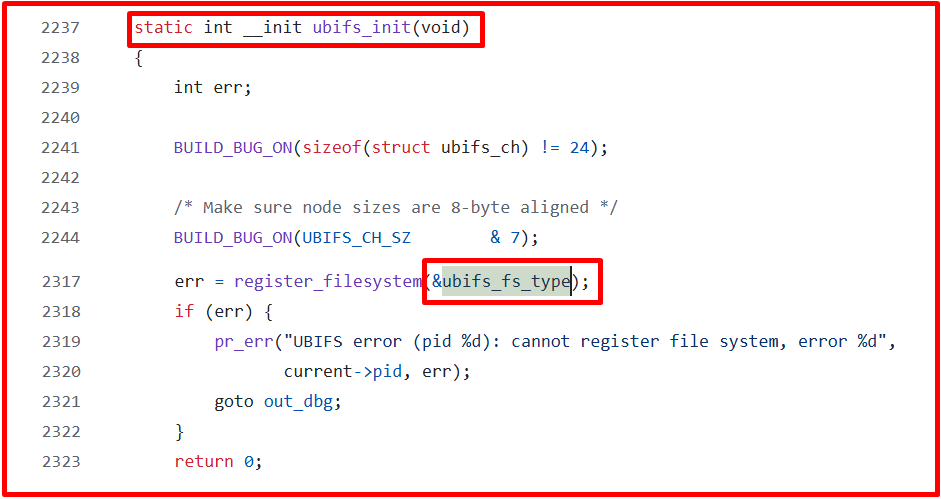 2237 static int __init ubifs_init(void)
2238 {
2239 int err;
2240
2241 BUILD_BUG_ON(sizeof(struct ubifs_ch) != 24);
2242
2243 /* Make sure node sizes are 8-byte aligned */
2244 BUILD_BUG_ON(UBIFS_CH_SZ & 7);
2317 err = register_filesystem(&ubifs_fs_type);
2318 if (err) {
2319 pr_err("UBIFS error (pid %d): cannot register file system, error %d",
2320 current->pid, err);
2321 goto out_dbg;
2322 }
2323 return 0;